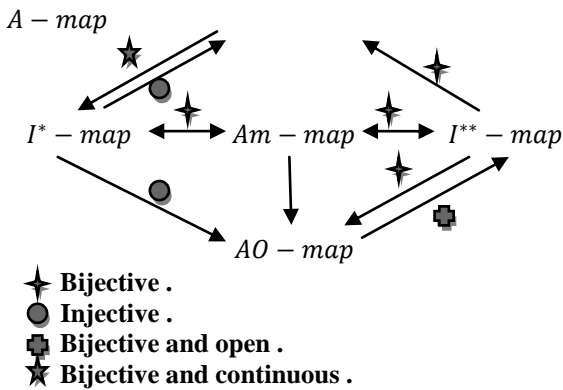 A − map
I* − map Am − map I** − map
AO − map
Bijective .
Injective .
Bijective and open .
Bijective and continuous .